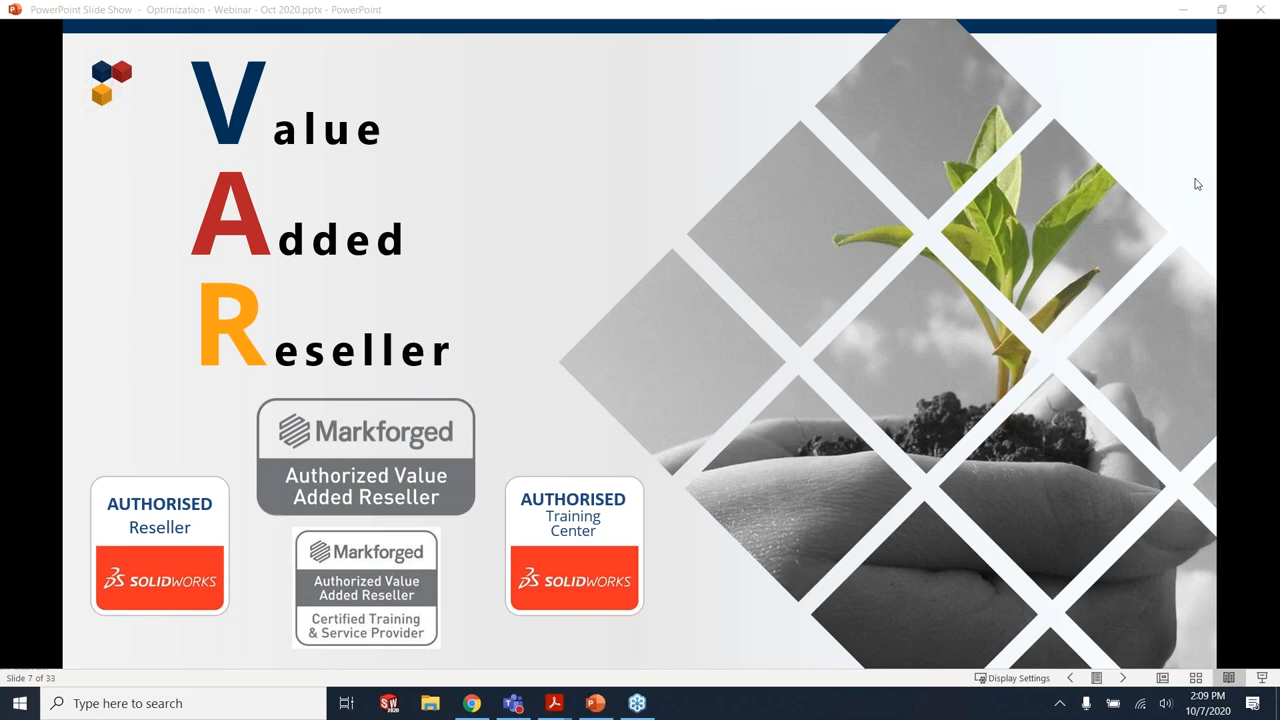 PowerPoint Slide Show - Optimization - Webinar - Oct 2020.pptx - PowerPoint
Value
Added
Reseller
Markforged
Authorized Value
Added Reseller
AUTHORISED
Reseller
SOLIDWORKS
Markforged
Authorized Value
Added Reseller
Certified Training
& Service Provider
AUTHORISED
Training
Center
SOLIDWORKS
Slide 7 of 33
Display Settings
Type here to search
SW
2020
2:09 PM
10/7/2020